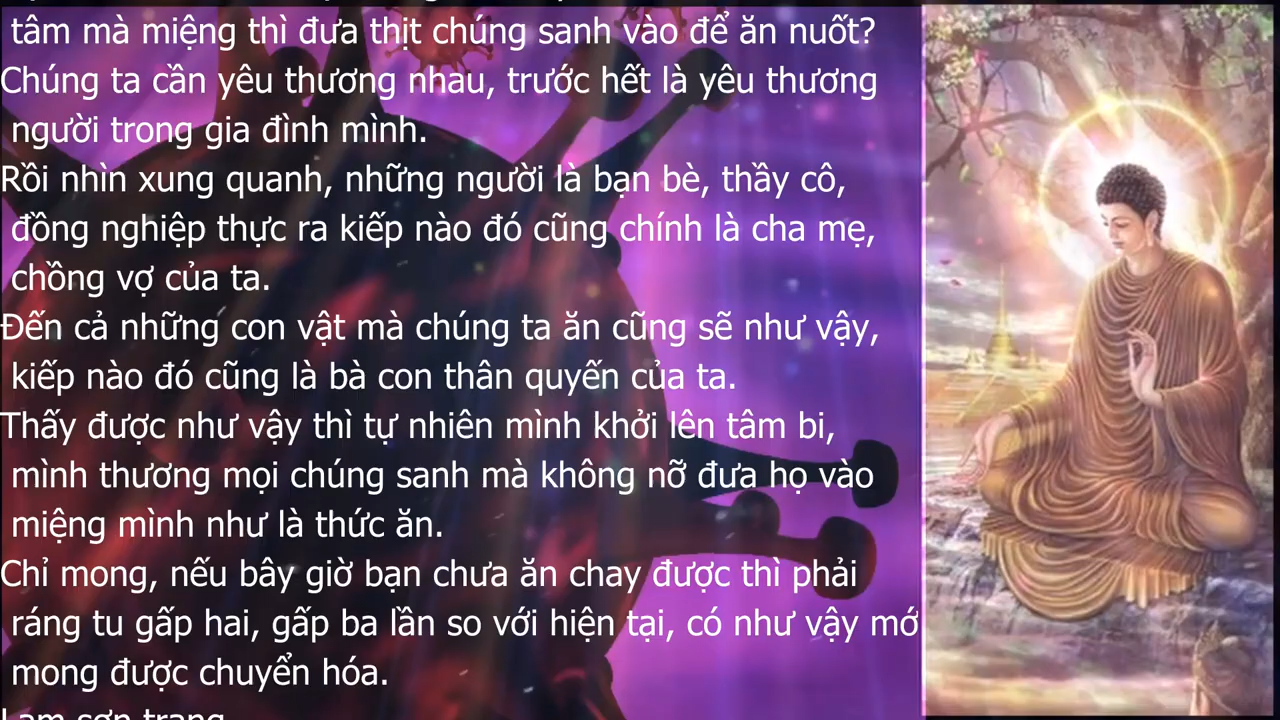 tâm mà miệng thì đưa thịt chúng sanh vào để ăn nuốt?
Chúng ta cần yêu thương nhau, trước hết là yêu thương
người trong gia đình mình.
Rồi nhìn xung quanh, những người là bạn bè, thầy cô,
đồng nghiệp thực ra kiếp nào đó cũng chính là cha mẹ,
chồng vợ của ta.
Đến cả những con vật mà chúng ta ăn cũng sẽ như vậy,
kiếp nào đó cũng là bà con thân quyến của ta.
Thấy được như vậy thì tự nhiên mình khởi lên tâm bi,
mình thương mọi chúng sanh mà không nỡ đưa họ vào
miệng mình như là thức ăn.
Chỉ mong, nếu bây giờ bạn chưa ăn chay được thì phải
ráng tu gấp hai, gấp ba lần so với hiện tại, có như vậy mớ
mong được chuyển hóa.
Lam sơn trang